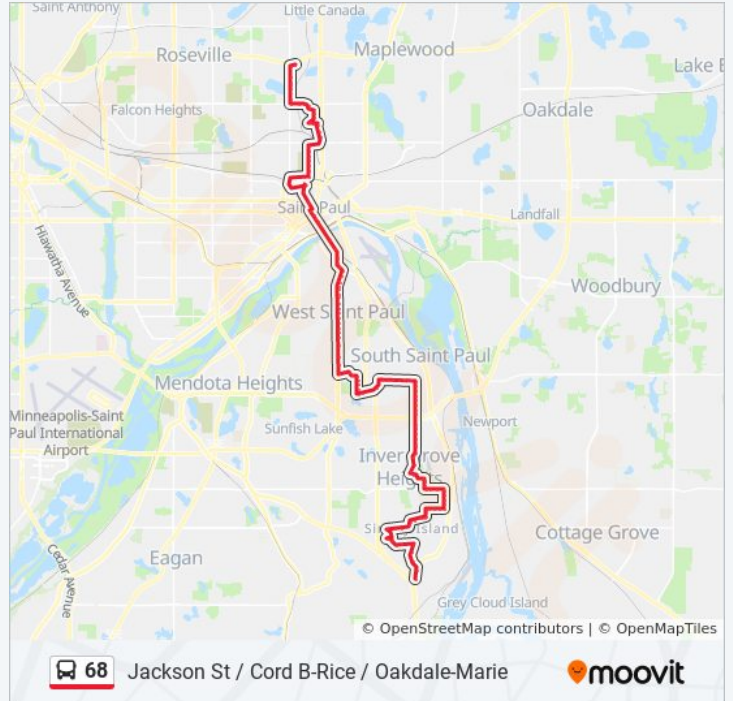 Saint Anthony
Little Canada
Roseville
Maplewood
Lake E
Falcon Heights
Oakdale
Saint Paul
Landfall
Hiawatha Avenue
Woodbury
West Saint Paul
South Saint Paul
Mendota Heights
Minneapolis-Saint
Paul International
Airport
Newport
Sunfish Lake
Inver Grove
Heights
Cottage Grove
Eagan
Cedar Avenue
Grey Cloud Island
© OpenStreetMap contributors | © OpenMapTiles
68 Jackson St / Cord B-Rice / Oakdale-Marie
moovit